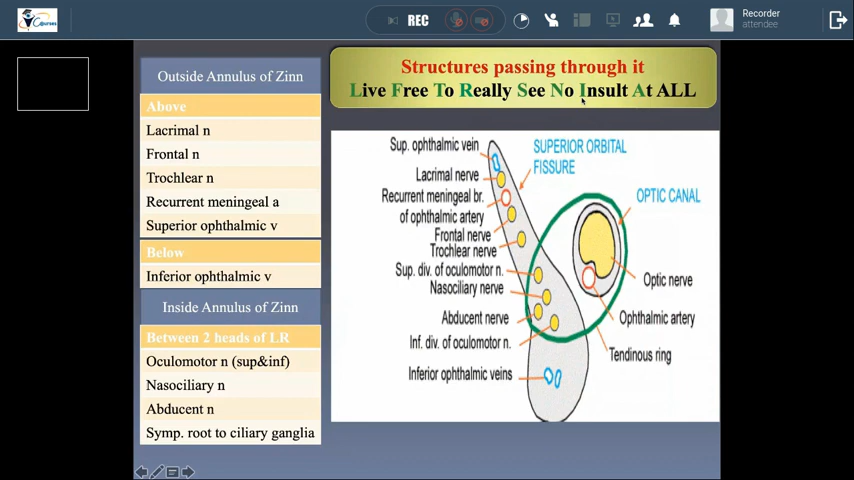 Courses
REC
Recorder
attendee
Outside Annulus of Zinn
Above
Lacrimal n
Frontal n
Trochlear n
Recurrent meningeal a
Superior ophthalmic v
Below
Inferior ophthalmic v
Inside Annulus of Zinn
Between 2 heads of LR
Oculomotor n (sup&inf)
Nasociliary n
Abducent n
Symp. root to ciliary ganglia
Structures passing through it
Live Free To Really See No Insult At ALL
Sup. ophthalmic vein
Lacrimal nerve
Recurrent meningeal br.
of ophthalmic artery
Frontal nerve
Trochlear nerve
Sup. div. of oculomotor n.
Nasociliary nerve
Abducent nerve
Inf. div. of oculomotor n.
Inferior ophthalmic veins
SUPERIOR ORBITAL
FISSURE
OPTIC CANAL
Optic nerve
Ophthalmic artery
Tendinous ring